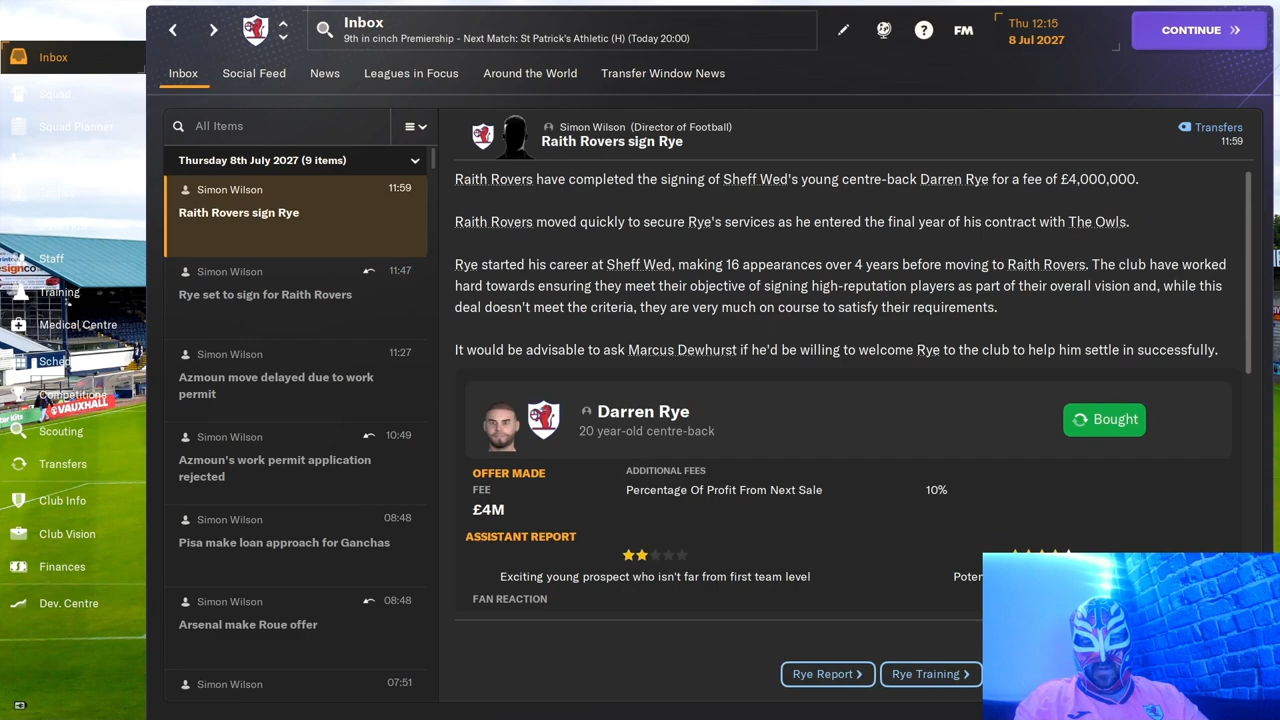 Inbox
9th in cinch Premiership - Next Match: St Patrick's Athletic (H) (Today 20:00)
FM
Thu 12:15
8 Jul 2027
CONTINUE
Inbox
Social Feed
News
Leagues in Focus
Around the World
Transfer Window News
Inbox
Squad
Squad Planner
Staff
Training
Medical Centre
Competitions
VAUXHALL
Scouting
Transfers
Club Info
Club Vision
Finances
Dev. Centre
All Items
Thursday 8th July 2027 (9 items)
Simon Wilson 11:59
Raith Rovers sign Rye
Simon Wilson 11:47
Rye set to sign for Raith Rovers
Simon Wilson 11:27
Azmoun move delayed due to work
permit
Simon Wilson 10:49
Azmoun's work permit application
rejected
Simon Wilson 08:48
Pisa make loan approach for Ganchas
Simon Wilson 08:48
Arsenal make Roue offer
Simon Wilson 07:51
Simon Wilson (Director of Football)
Raith Rovers sign Rye
Transfers
11:59
Raith Rovers have completed the signing of Sheff Wed's young centre-back Darren Rye for a fee of £4,000,000.
Raith Rovers moved quickly to secure Rye's services as he entered the final year of his contract with The Owls.
Rye started his career at Sheff Wed, making 16 appearances over 4 years before moving to Raith Rovers. The club have worked
hard towards ensuring they meet their objective of signing high-reputation players as part of their overall vision and, while this
deal doesn't meet the criteria, they are very much on course to satisfy their requirements.
It would be advisable to ask Marcus Dewhurst if he'd be willing to welcome Rye to the club to help him settle in successfully.
Darren Rye
20 year-old centre-back
Bought
OFFER MADE
FEE
£4M
ADDITIONAL FEES
Percentage Of Profit From Next Sale 10%
ASSISTANT REPORT
Exciting young prospect who isn't far from first team level
FAN REACTION
Rye Report
Rye Training